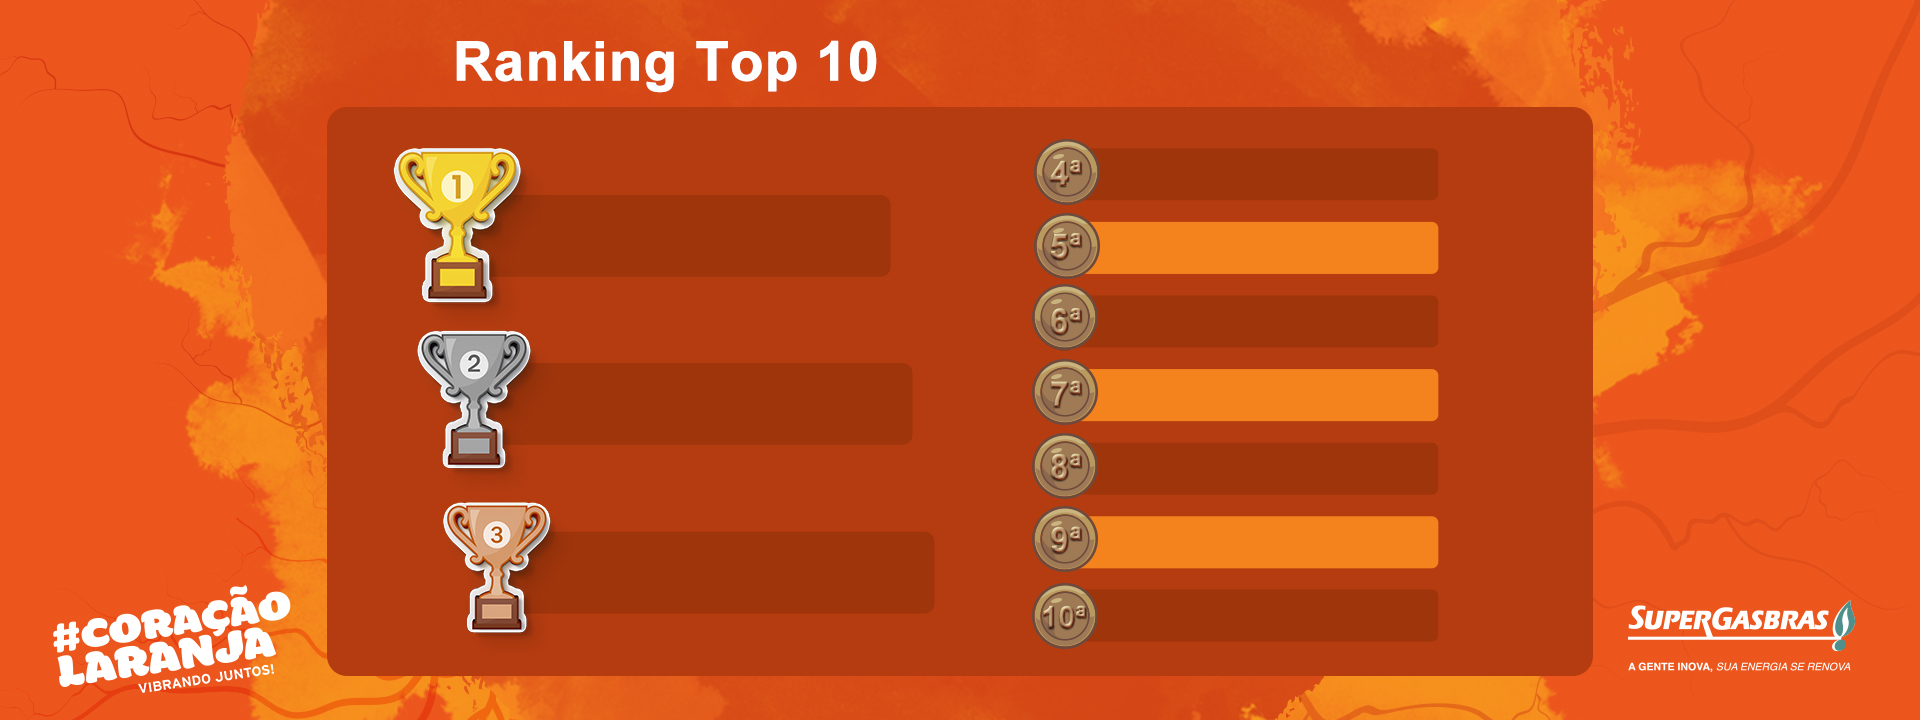 Ranking Top 10
1
2
3
4ª
5ª
6ª
7ª
8ª
9ª
10ª
#CORAÇÃO
LARANJA
VIBRANDO JUNTOS!
SUPERGASBRAS
A GENTE INOVA, SUA ENERGIA SE RENOVA